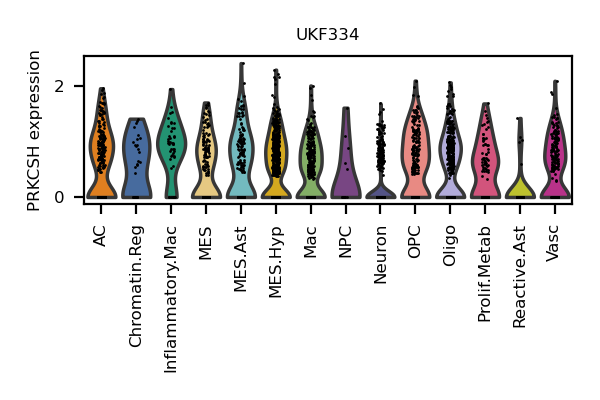 UKF334
PRKCSH expression
2
0
AC
Chromatin.Reg
Inflammatory.Mac
MES
MES.Ast
MES.Hyp
Mac
NPC
Neuron
OPC
Oligo
Prolif.Metab
Reactive.Ast
Vasc